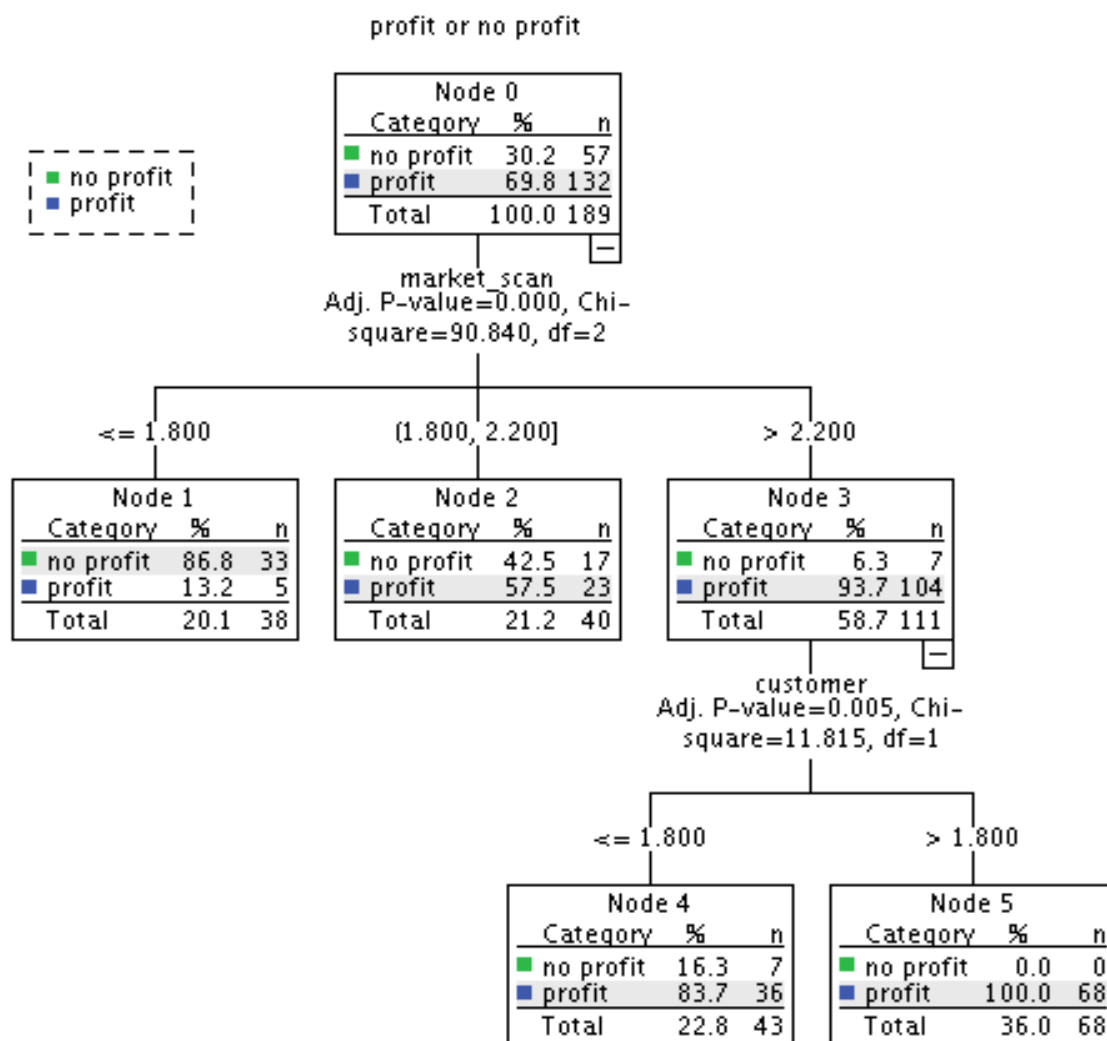 profit or no profit
Node 0
Category % n
no profit 30.2 57
profit 69.8 132
Total 100.0 189
no profit
profit
market_scan
Adj. P-value=0.000, Chi-
square=90.840, df=2
<= 1.800
(1.800, 2.200]
> 2.200
Node 1
Category % n
no profit 86.8 33
profit 13.2 5
Total 20.1 38
Node 2
Category % n
no profit 42.5 17
profit 57.5 23
Total 21.2 40
Node 3
Category % n
no profit 6.3 7
profit 93.7 104
Total 58.7 111
customer
Adj. P-value=0.005, Chi-
square=11.815, df=1
<= 1.800
> 1.800
Node 4
Category % n
no profit 16.3 7
profit 83.7 36
Total 22.8 43
Node 5
Category % n
no profit 0.0 0
profit 100.0 68
Total 36.0 68